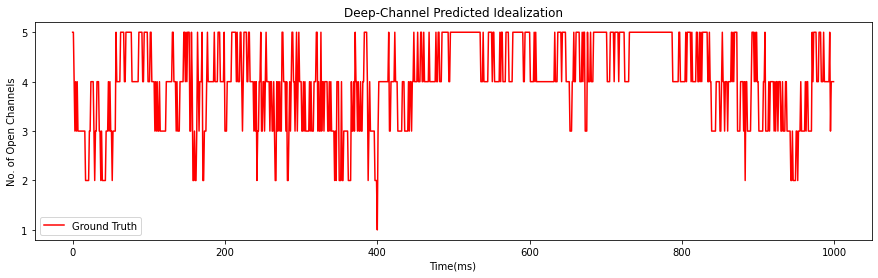 Deep-Channel Predicted Idealization
No. of Open Channels
5
4
3
2
1
Ground Truth
0
200
400
600
800
1000
Time(ms)